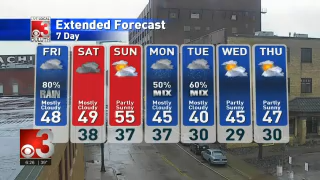 Extended Forecast
7 Day
FRI SAT SUN MON TUE WED THU
80% 50% 60%
RAIN MIX MIX
Mostly Cloudy Mostly Cloudy Partly Sunny Mostly Cloudy Mostly Cloudy Partly Sunny Partly Sunny
48 49 55 45 40 45 47
38 37 37 30 29 30
3